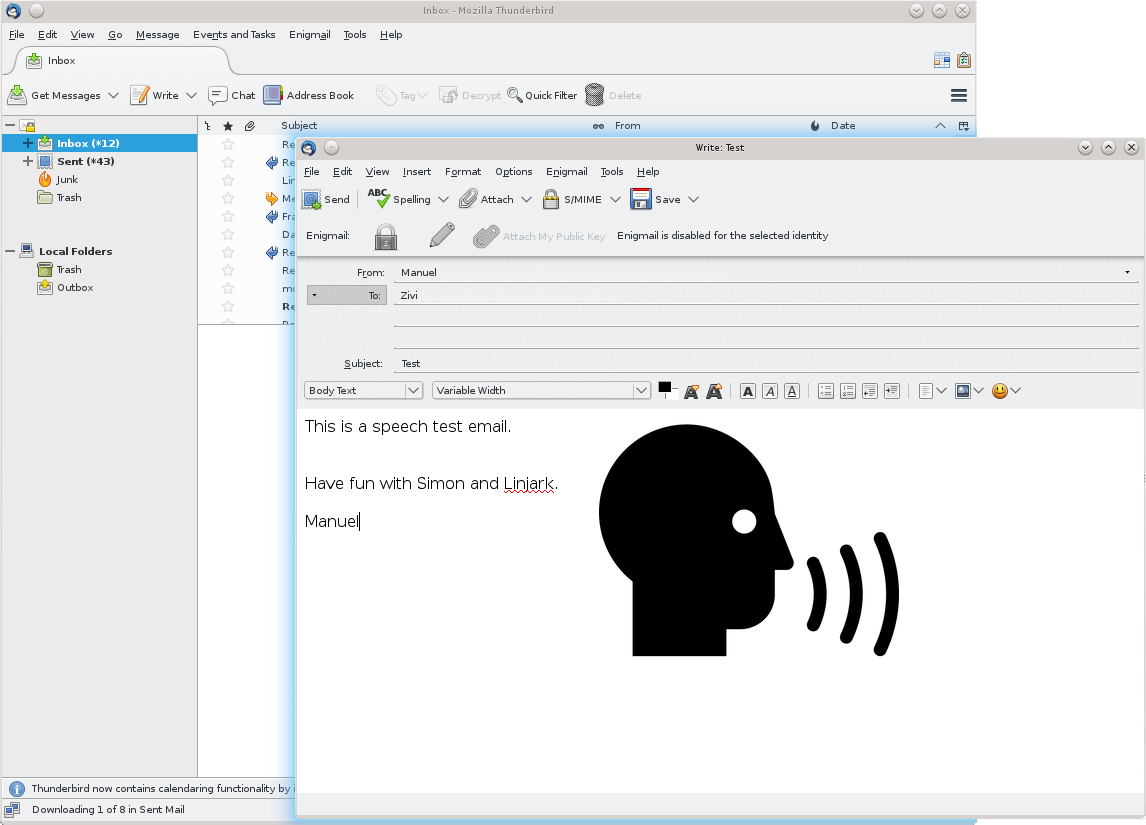 Inbox - Mozilla Thunderbird
File Edit View Go Message Events and Tasks Enigmail Tools Help
Inbox
Get Messages Write Chat Address Book Tag Decrypt Quick Filter Delete
Subject From Date
Inbox (*12)
Sent (*43)
Junk
Trash
Local Folders
Trash
Outbox
Re
Re
Lin
Me
Fra
Da
Re
Re
mo
Re
Write: Test
File Edit View Insert Format Options Enigmail Tools Help
Send ABC Spelling Attach S/MIME Save
Enigmail: Attach My Public Key Enigmail is disabled for the selected identity
From: Manuel
To: Zivi
Subject: Test
Body Text Variable Width A A A
This is a speech test email.
Have fun with Simon and Linjark.
Manuel
Thunderbird now contains calendaring functionality by i
Downloading 1 of 8 in Sent Mail